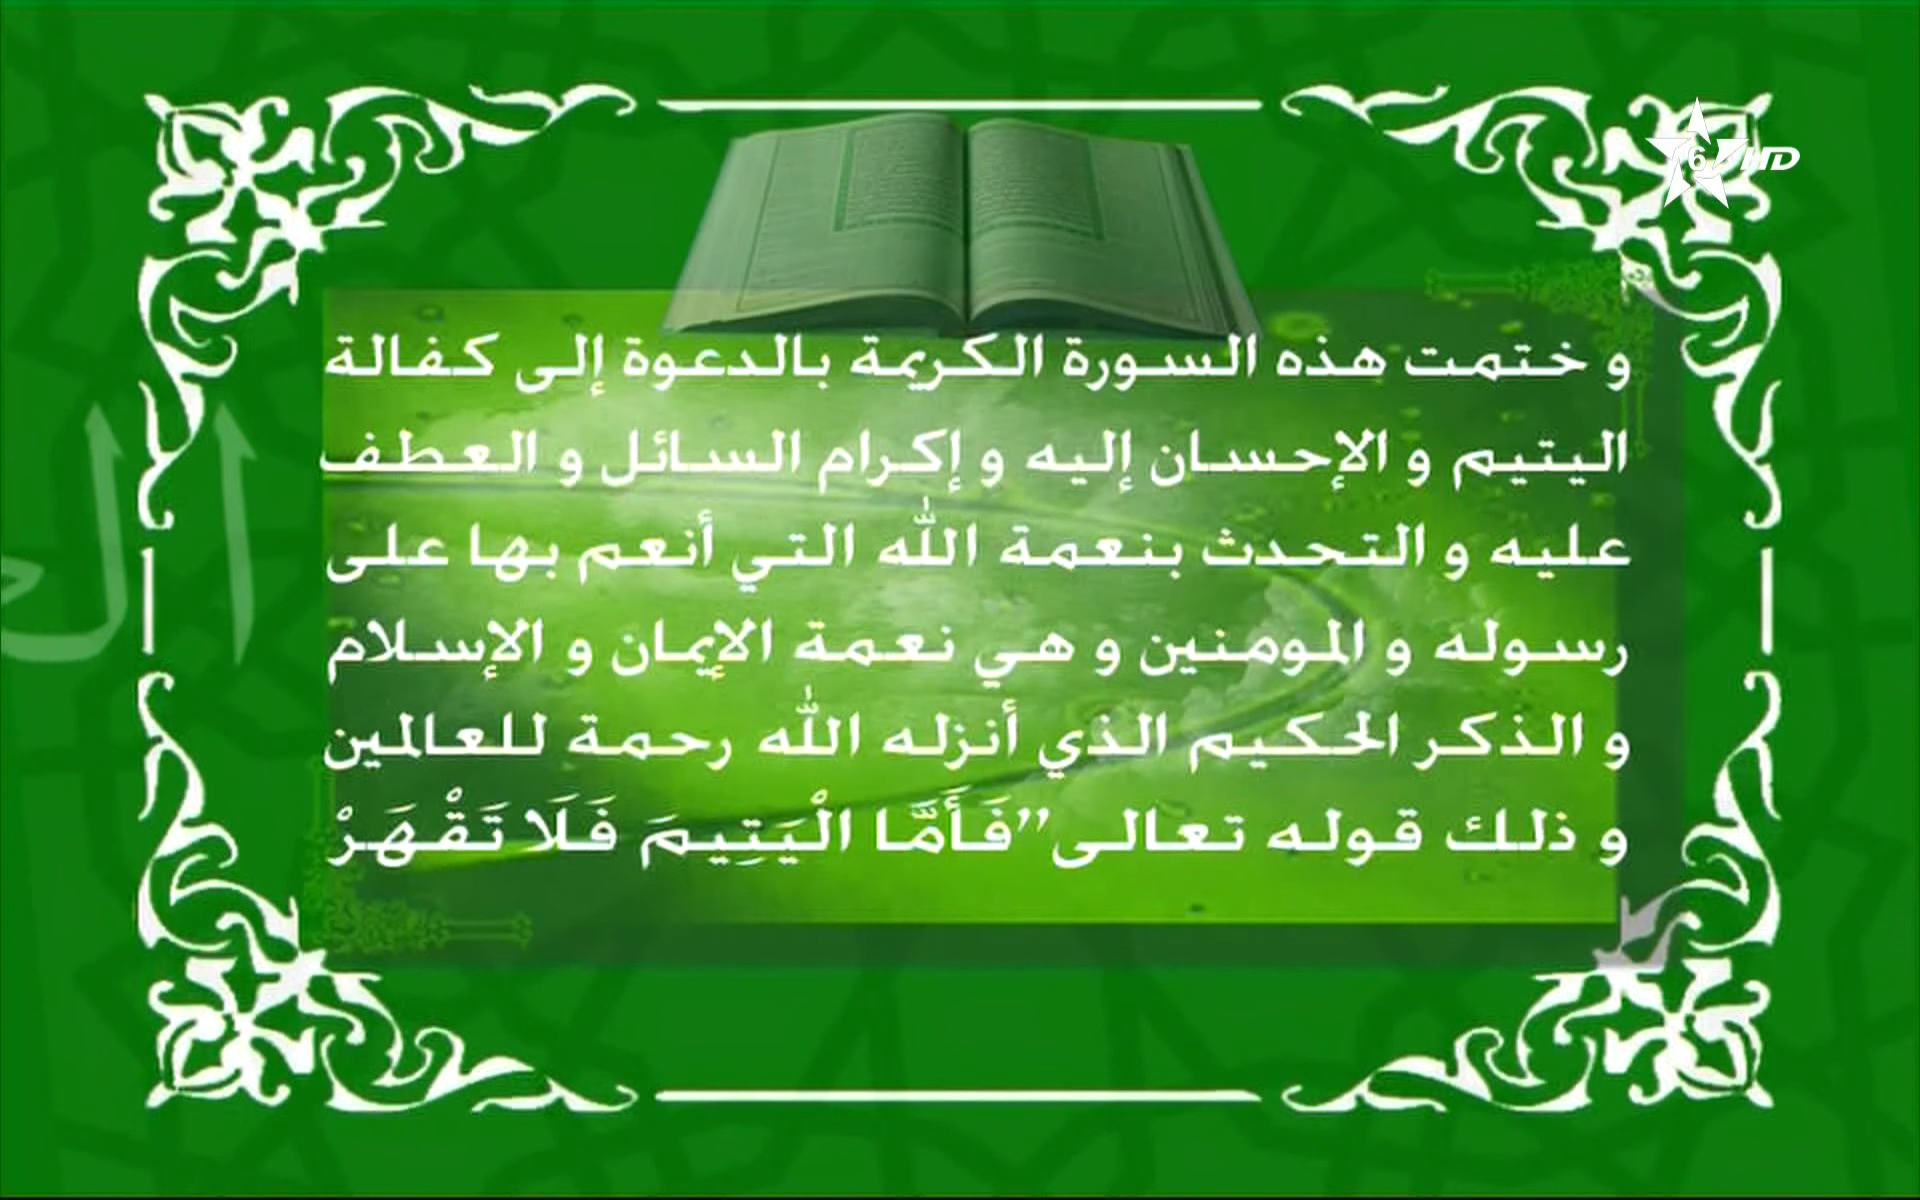 6 HD
و ختمت هذه السورة الكريمة بالدعوة إلى كفالة
اليتيم و الإحسان إليه و إكرام السائل و العطف
عليه و التحدث بنعمة الله التي أنعم بها على
رسوله و المومنين و هي نعمة الإيمان و الإسلام
و الذكر الحكيم الذي أنزله الله رحمة للعالمين
و ذلك قوله تعالى”فَأَمَّا الْيَتِيمَ فَلَا تَقْهَرْ